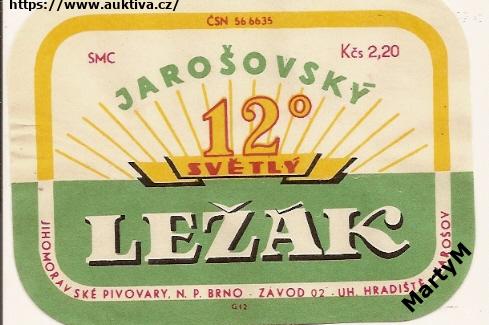 https://www.auktiva.cz/
ČSN 56 6635
SMC
Kčs 2,20
JAROŠOVSKÝ
12°
SVĚTLÝ
LEŽÁK
JIHOMORAVSKÉ PIVOVARY, N. P. BRNO - ZÁVOD 02 - UH. HRADIŠTĚ - JAROŠOV
G12
MartyM